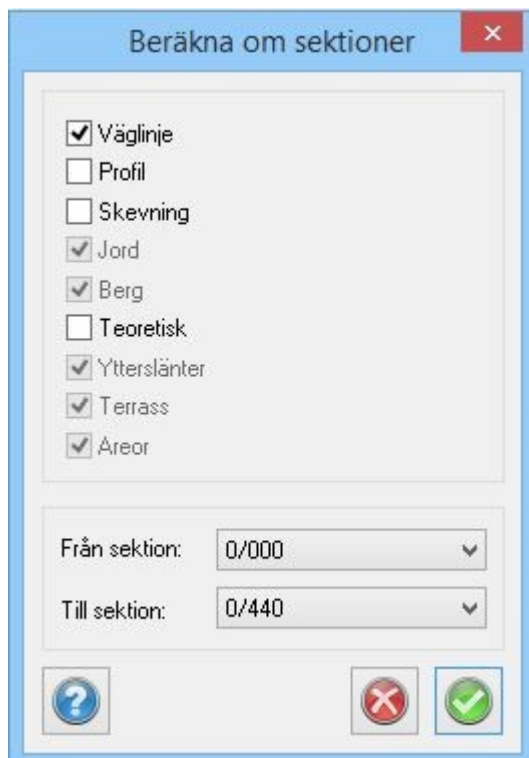 Beräkna om sektioner
Väglinje
Profil
Skevning
Jord
Berg
Teoretisk
Ytterslänter
Terrass
Areor
Från sektion: 0/000
Till sektion: 0/440